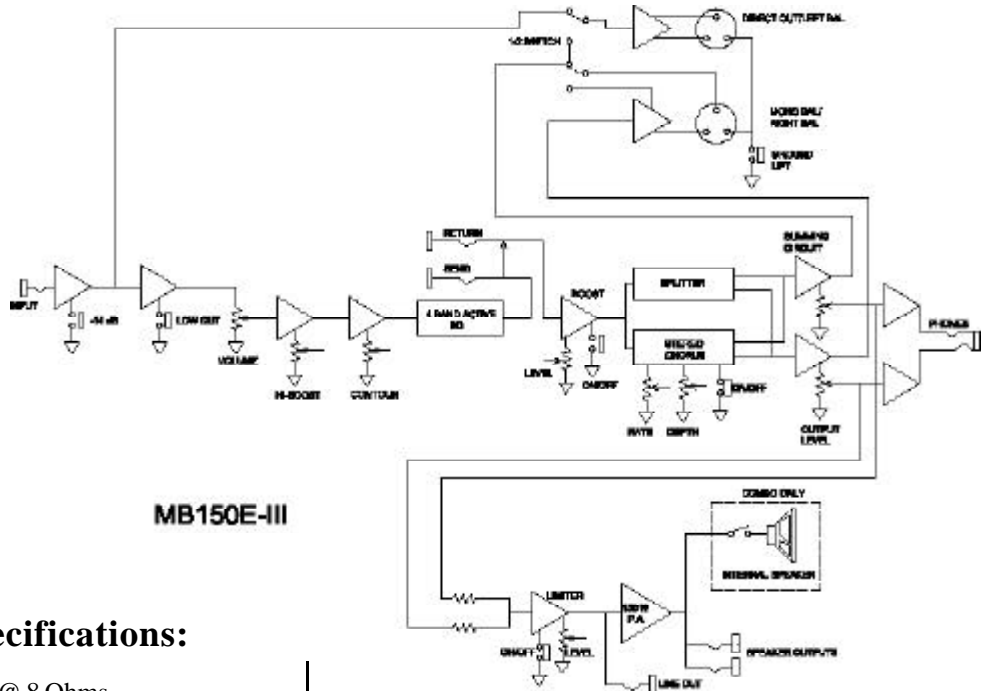 DIRECT OUT/LEFT BAL
MONO BAL/
RIGHT BAL
GROUND
LIFT
RETURN
SEND
SUMMING
CIRCUIT
INPUT
LOW CUT
VOLUME
HI-BOOST
CONTOUR
4 BAND ACTIVE
EQ
BOOST
LEVEL
ON/OFF
SPLITTER
STEREO
CHORUS
ON/OFF
RATE
DEPTH
OUTPUT
LEVEL
PHONES
MB150E-III
COMBO ONLY
INTERNAL SPEAKER
LIMITER
P.A.
ON/OFF
LEVEL
SPEAKER OUTPUTS
LINE OUT
ecifications:
@ 8 Ohms